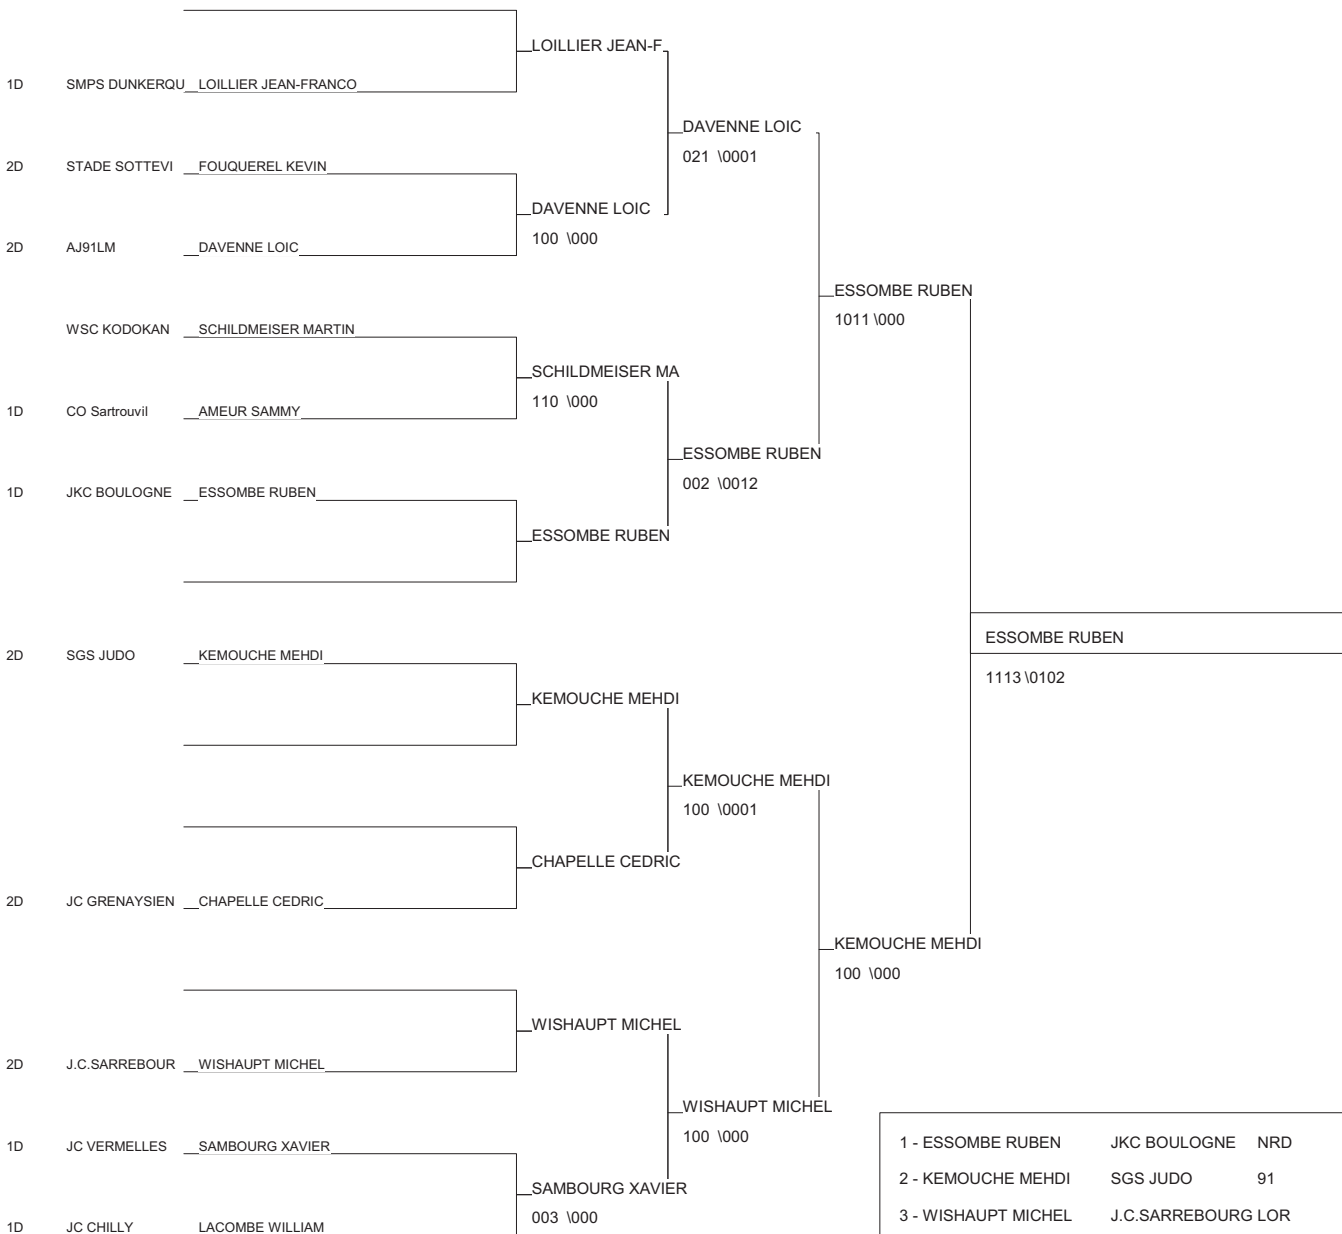 LOILLIER JEAN-F
1D SMPS DUNKERQU LOILLIER JEAN-FRANCO
DAVENNE LOIC
021 \0001
2D STADE SOTTEVI FOUQUEREL KEVIN
DAVENNE LOIC
100 \000
2D AJ91LM DAVENNE LOIC
ESSOMBE RUBEN
1011 \000
WSC KODOKAN SCHILDMEISER MARTIN
SCHILDMEISER MA
110 \000
1D CO Sartrouvil AMEUR SAMMY
ESSOMBE RUBEN
002 \0012
1D JKC BOULOGNE ESSOMBE RUBEN
ESSOMBE RUBEN
ESSOMBE RUBEN
1113 \0102
2D SGS JUDO KEMOUCHE MEHDI
KEMOUCHE MEHDI
KEMOUCHE MEHDI
100 \0001
CHAPELLE CEDRIC
2D JC GRENAYSIEN CHAPELLE CEDRIC
KEMOUCHE MEHDI
100 \000
WISHAUPT MICHEL
2D J.C.SARREBOUR WISHAUPT MICHEL
WISHAUPT MICHEL
100 \000
1D JC VERMELLES SAMBOURG XAVIER
SAMBOURG XAVIER
003 \000
1D JC CHILLY LACOMBE WILLIAM
1 - ESSOMBE RUBEN JKC BOULOGNE NRD
2 - KEMOUCHE MEHDI SGS JUDO 91
3 - WISHAUPT MICHEL J.C.SARREBOURG LOR